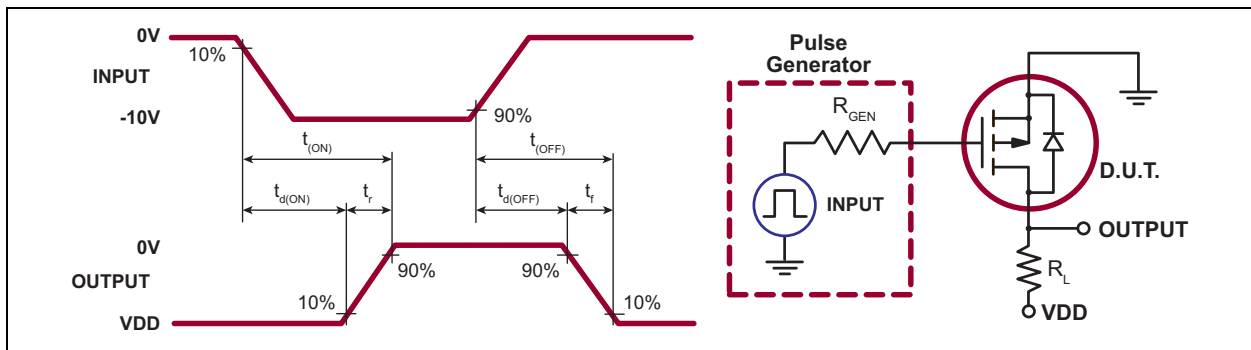 0V
10%
INPUT
-10V
90%
t(ON)
t(OFF)
td(ON)
tr
td(OFF)
tf
0V
OUTPUT
90%
90%
10%
10%
VDD
Pulse
Generator
RGEN
INPUT
D.U.T.
OUTPUT
RL
VDD